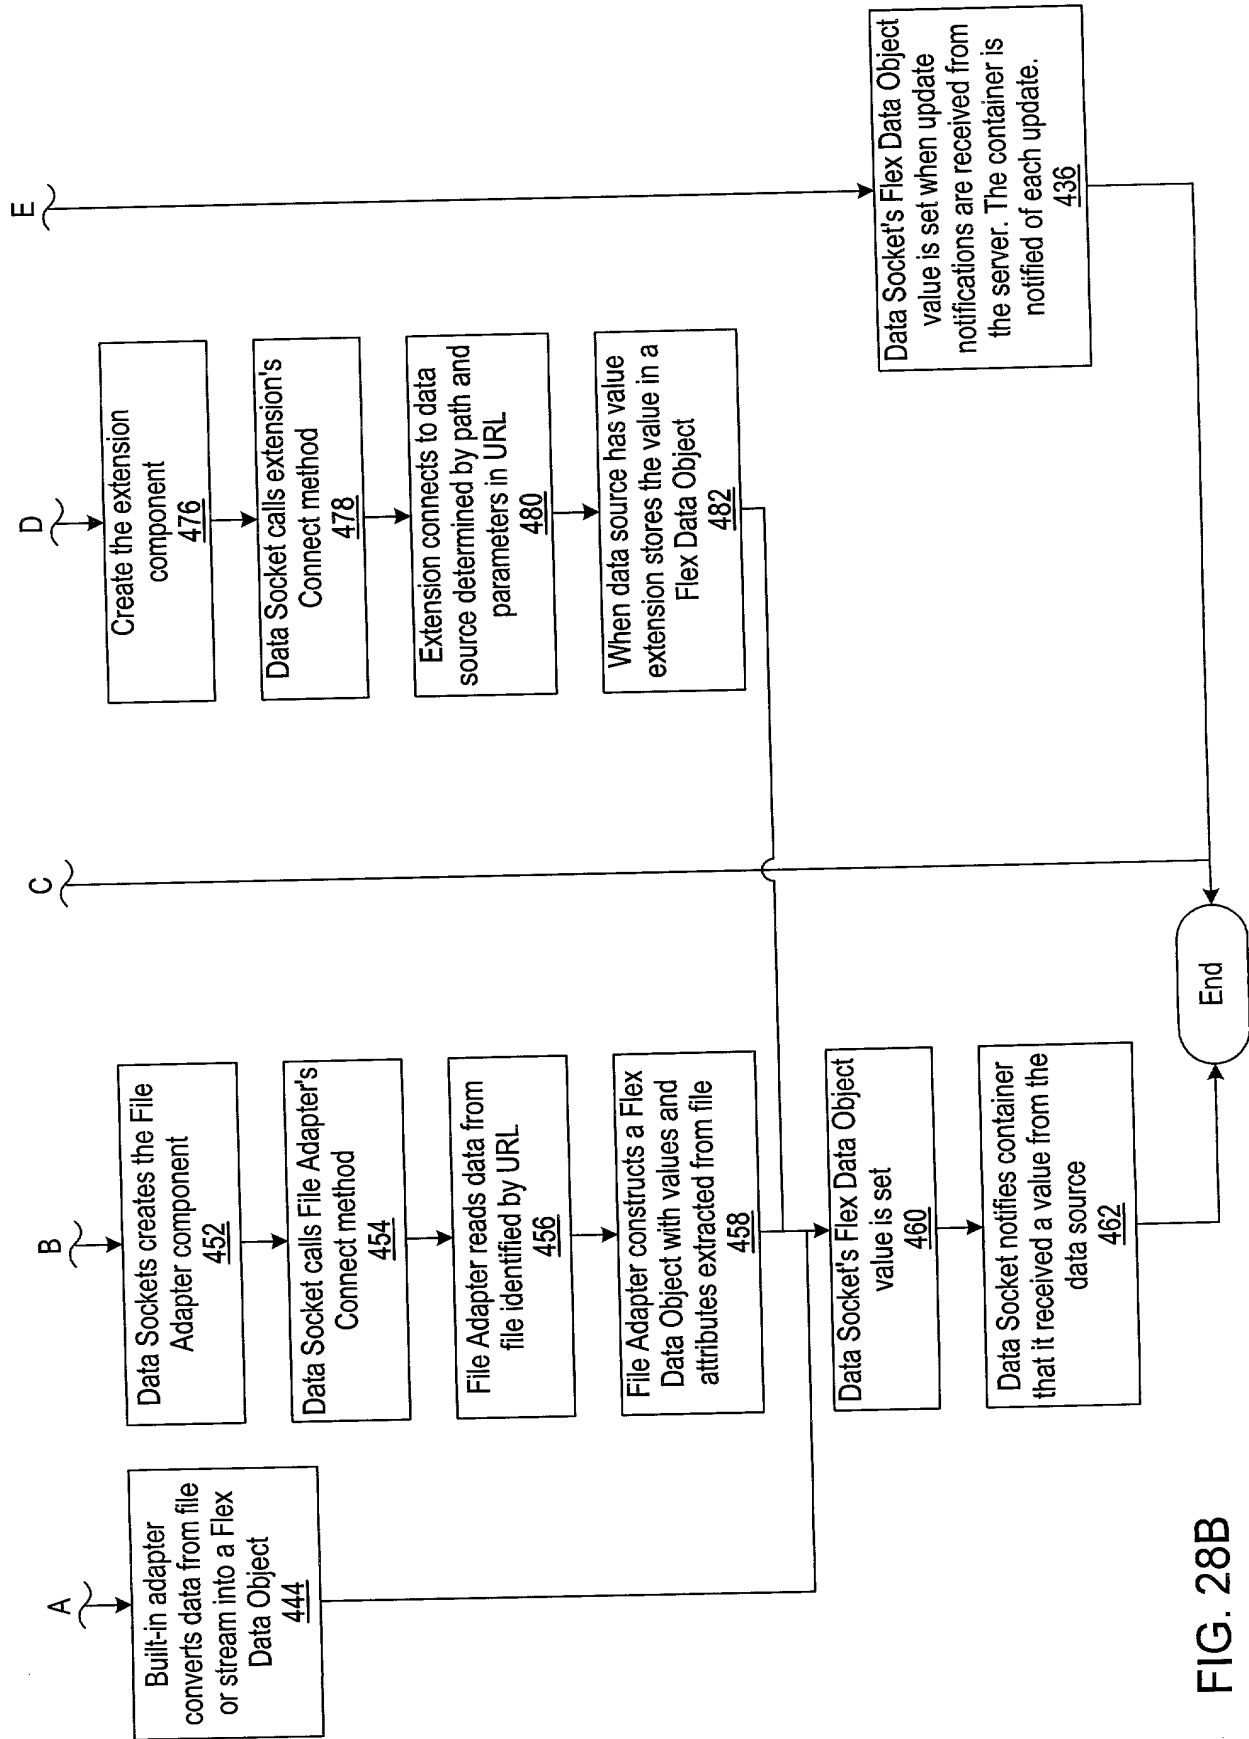 A
Built-in adapter
converts data from file
or stream into a Flex
Data Object
444
B
Data Sockets creates the File
Adapter component
452
Data Socket calls File Adapter's
Connect method
454
File Adapter reads data from
file identified by URL
456
File Adapter constructs a Flex
Data Object with values and
attributes extracted from file
458
Data Socket's Flex Data Object
value is set
460
Data Socket notifies container
that it received a value from the
data source
462
C
D
Create the extension
component
476
Data Socket calls extension's
Connect method
478
Extension connects to data
source determined by path and
parameters in URL
480
When data source has value
extension stores the value in a
Flex Data Object
482
E
Data Socket's Flex Data Object
value is set when update
notifications are received from
the server. The container is
notified of each update.
436
End
FIG. 28B